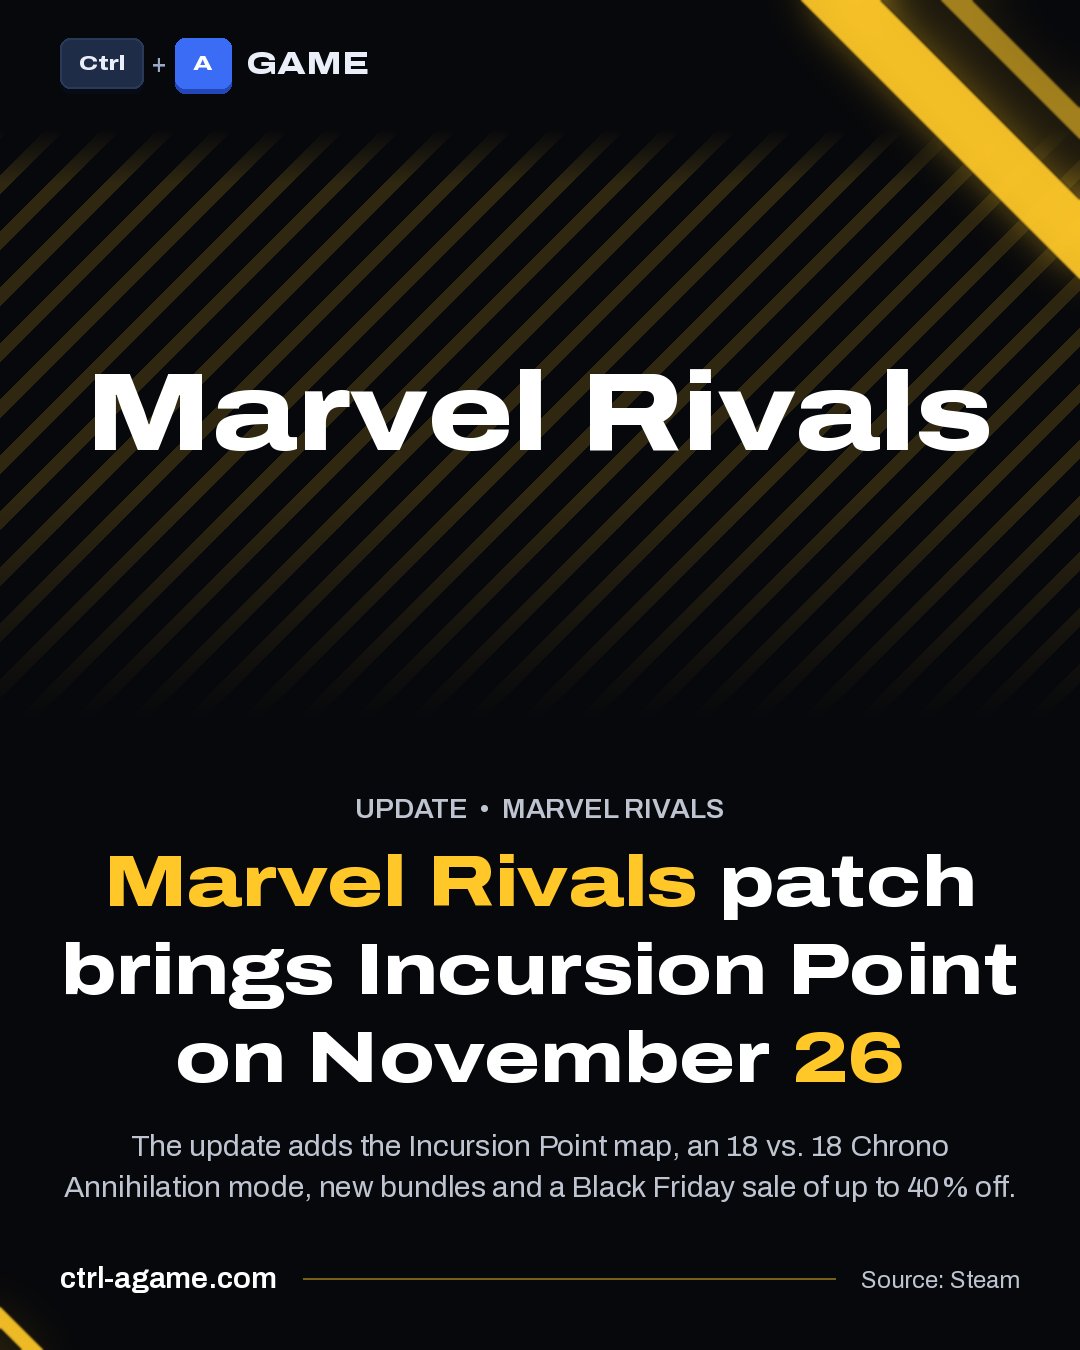 Ctrl + A GAME
Marvel Rivals
UPDATE • MARVEL RIVALS
Marvel Rivals patch
brings Incursion Point
on November 26
The update adds the Incursion Point map, an 18 vs. 18 Chrono
Annihilation mode, new bundles and a Black Friday sale of up to 40% off.
ctrl-agame.com
Source: Steam